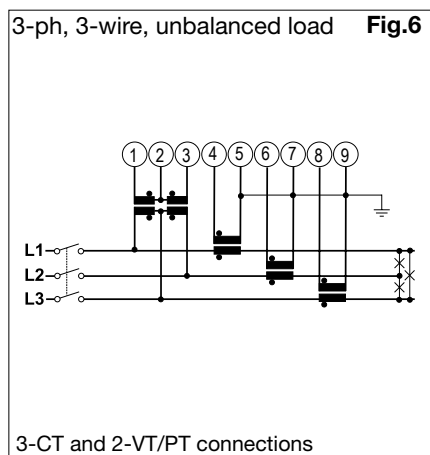 3-ph, 3-wire, unbalanced load Fig.6
1 2 3 4 5 6 7 8 9
L1
L2
L3
3-CT and 2-VT/PT connections